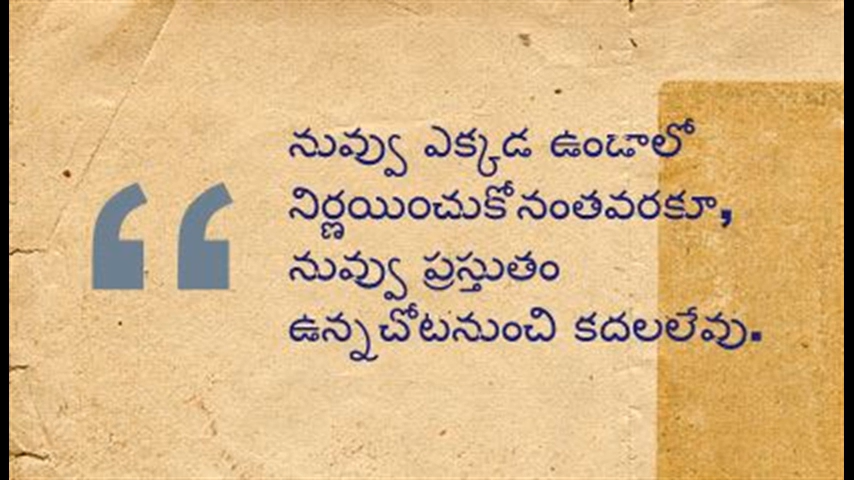 నువ్వు ఎక్కడ ఉండాలో
నిర్ణయించుకోనంతవరకూ,
నువ్వు ప్రస్తుతం
ఉన్నచోటనుంచి కదలలేవు.